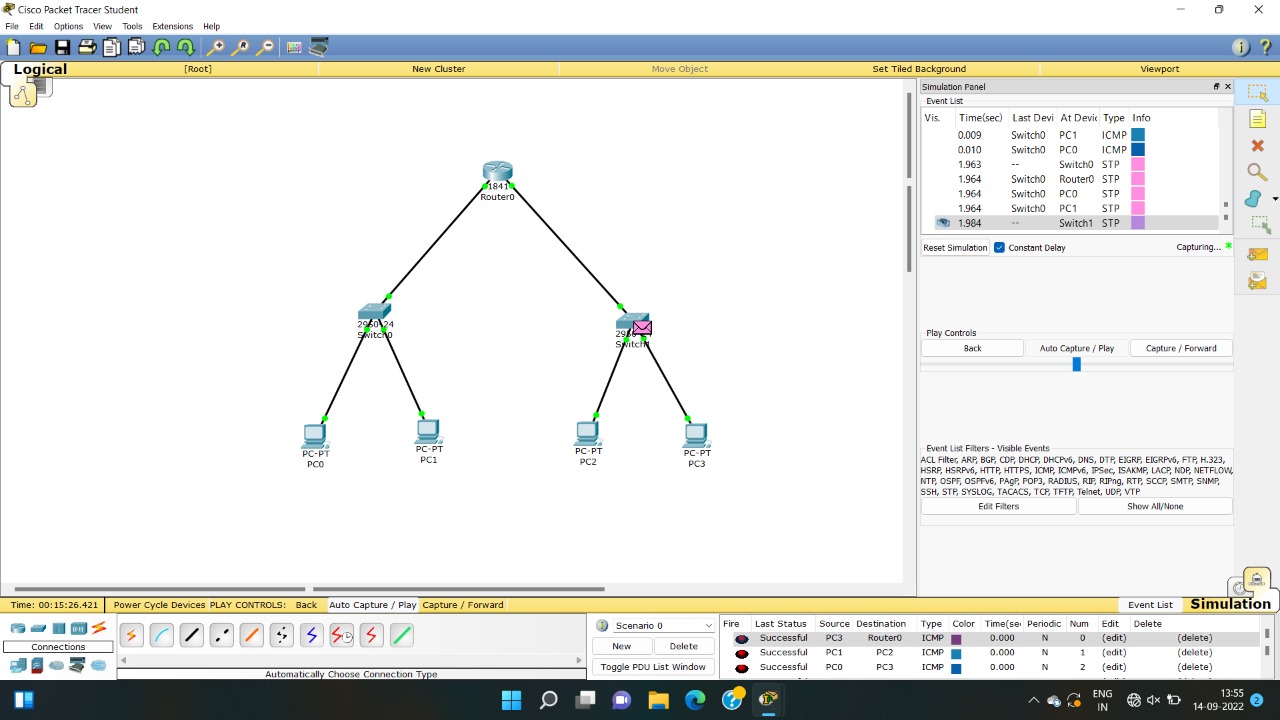 Cisco Packet Tracer Student
File Edit Options View Tools Extensions Help
Logical [Root] New Cluster Move Object Set Tiled Background Viewport
1841
Router0
Switch0
Switch1
PC-PT
PC0
PC-PT
PC1
PC-PT
PC2
PC-PT
PC3
Simulation Panel
Event List
Vis. Time(sec) Last Devi At Devic Type Info
0.009 Switch0 PC1 ICMP
0.010 Switch0 PC0 ICMP
1.963 -- Switch0 STP
1.964 Switch0 Router0 STP
1.964 Switch0 PC0 STP
1.964 Switch0 PC1 STP
1.984 -- Switch1 STP
Reset Simulation Constant Delay Capturing... *
Play Controls
Back Auto Capture / Play Capture / Forward
Event List Filters - Visible Events
ACL Filter, ARP, BGP, CDP, DHCP, DHCPv6, DNS, DTP, EIGRP, EIGRPv6, FTP, H.323,
HSRP, HSRPv6, HTTP, HTTPS, ICMP, ICMPv6, IPSec, ISAKMP, LACP, NDP, NETFLOW,
NTP, OSPF, OSPFv6, PAgP, POP3, RADIUS, RIP, RIPng, RTP, SCCP, SMTP, SNMP,
SSH, STP, SYSLOG, TACACS, TCP, TFTP, Telnet, UDP, VTP
Edit Filters Show All/None
Time: 00:15:26.421 Power Cycle Devices PLAY CONTROLS: Back Auto Capture / Play Capture / Forward Event List Simulation
Connections
Automatically Choose Connection Type
Scenario 0
New Delete
Toggle PDU List Window
Fire Last Status Source Destination Type Color Time(sec Periodic Num Edit Delete
Successful PC3 Router0 ICMP 0.000 N 0 (edit) (delete)
Successful PC1 PC2 ICMP 0.000 N 1 (edit) (delete)
Successful PC0 PC3 ICMP 0.000 N 2 (edit) (delete)
ENG
IN
13:55
14-09-2022
2